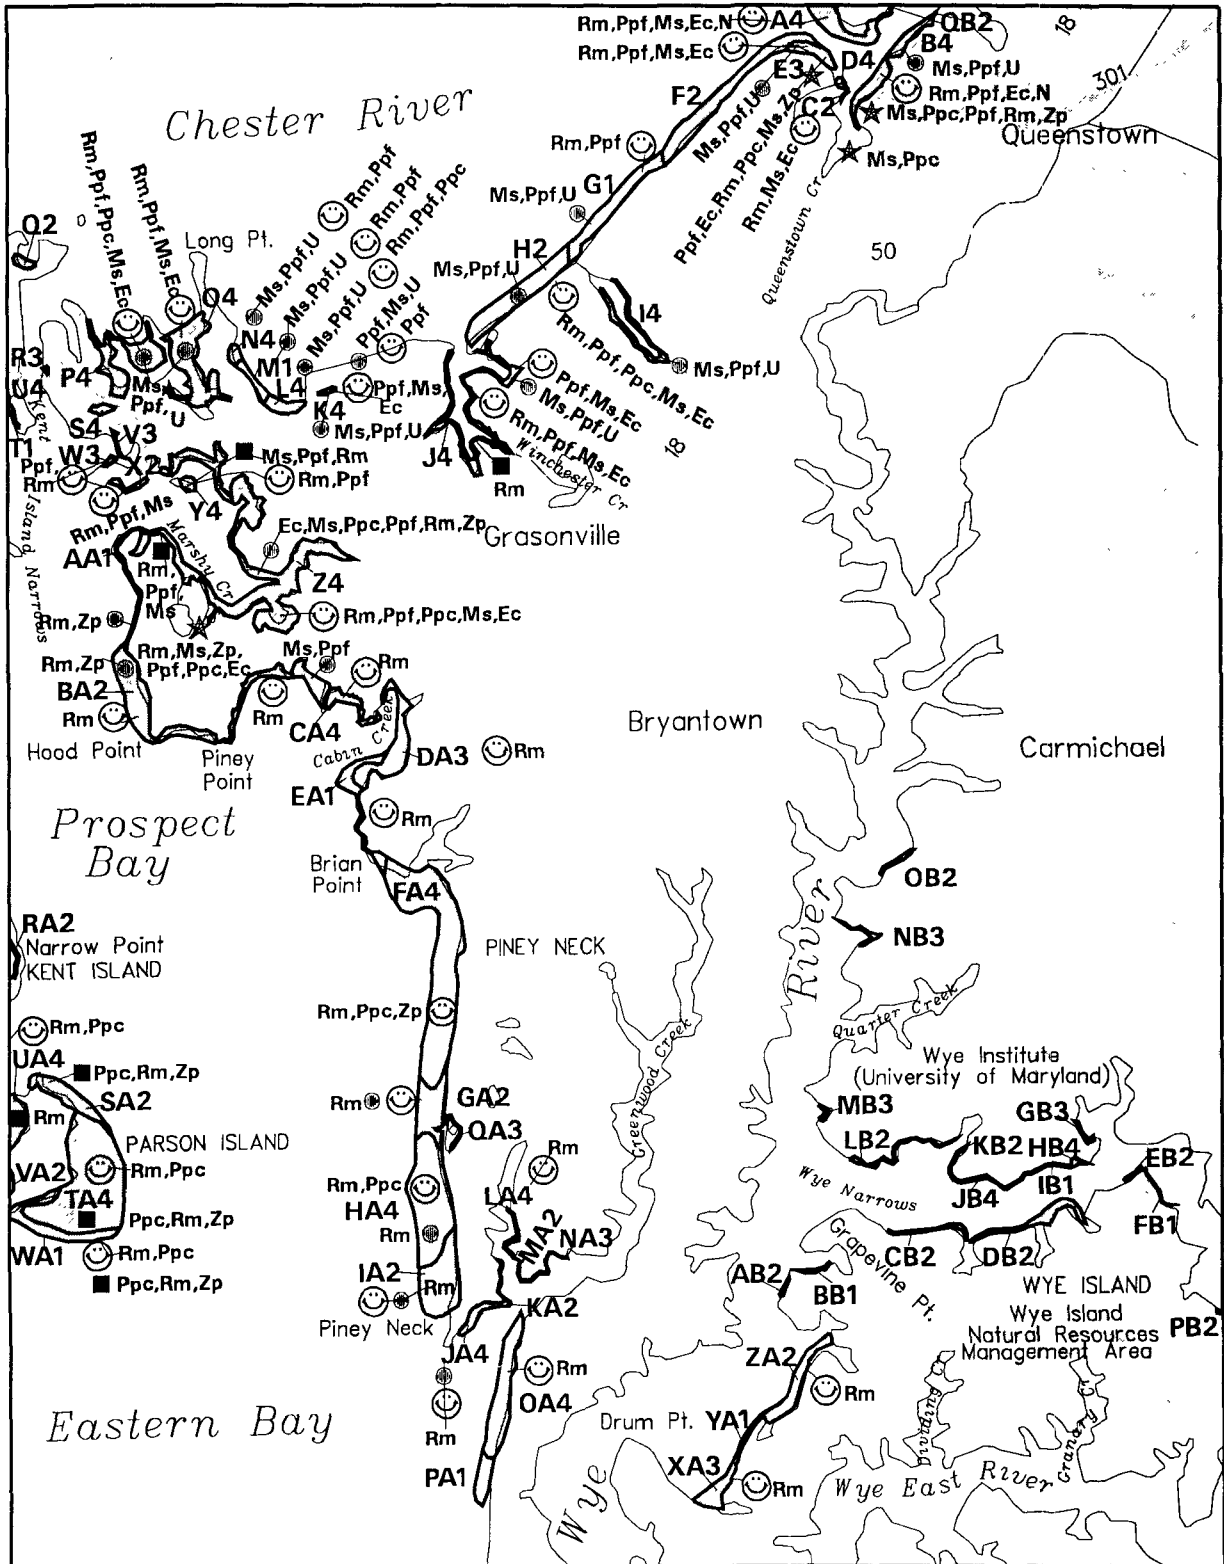 Rm,Ppf,Ms,Ec,N
A4
QB2
18
Rm,Ppf,Ms,Ec
B4
D4
E3
Ms,Ppf,U
301
F2
Rm,Ppf,Ec,N
Chester River
Ms,Ppf,U
C2
Ms,Ppc,Ppf,Rm,Zp
Queenstown
Ppf,Ec,Rm,Ppc,Ms,Zp
Rm,Ms,Ec
Rm,Ppf
Ms,Ppc
Queenstown Cr
Rm,Ppf,Ppc,Ms,Ec
Rm,Ppf,Ms,Ec
Ms,Ppf,U
Rm,Ppf
Ms,Ppf,U
Rm,Ppf
Ms,Ppf,U
Rm,Ppf,Ppc
Ms,Ppf,U
G1
Q2
Long Pt.
H2
50
Ms,Ppf,U
O4
I4
Ppf,Ms,U
Ppf
N4
R3
M1
Rm,Ppf,Ppc,Ms,Ec
Ms,Ppf,U
U4
P4
L4
Ms,
Ppf,U
Ppf,Ms,
Ec
K4
Ppf,Ms,Ec
Ms,Ppf,U
Rm,Ppf,Ms,Ec
Kent
Island Narrows
S4
V3
Ms,Ppf,U
18
T1
W3
X2
J4
Winchester Cr
Ppf,
Rm
Ms,Ppf,Rm
Rm,Ppf
Rm
Y4
Rm,Ppf,Ms
Ec,Ms,Ppc,Ppf,Rm,Zp
Grasonville
AA1
Marshy Cr
Rm,
Ppf,
Ms
Z4
Rm,Zp
Rm,Ppf,Ppc,Ms,Ec
Rm,Ms,Zp,
Ppf,Ppc,Ec
Ms,Ppf
Rm,Zp
Rm
BA2
Rm
Rm
CA4
Bryantown
Carmichael
Hood Point
Piney
Point
Cabin Creek
DA3
Rm
EA1
Rm
Prospect
Bay
Brian
Point
FA4
OB2
RA2
Narrow Point
KENT ISLAND
PINEY NECK
NB3
River
Rm,Ppc,Zp
Quarter Creek
Rm,Ppc
Greenwood Creek
Wye Institute
(University of Maryland)
UA4
Ppc,Rm,Zp
SA2
Rm
GA2
MB3
GB3
Rm
QA3
LB2
KB2
HB4
PARSON ISLAND
Rm
EB2
VA2
Rm,Ppc
Rm,Ppc
Wye Narrows
JB4
IB1
TA4
LA4
HA4
Ppc,Rm,Zp
Rm
MA2
NA3
Grapevine Pt.
FB1
CB2
DB2
WA1
Rm,Ppc
Ppc,Rm,Zp
IA2
Rm
AB2
BB1
WYE ISLAND
KA2
Wye Island
Natural Resources
Management Area
PB2
Piney Neck
JA4
ZA2
Rm
OA4
Rm
Dividing Cr
Granary Cr
Eastern Bay
Rm
Drum Pt.
YA1
PA1
XA3
Rm
Wye
Wye East River